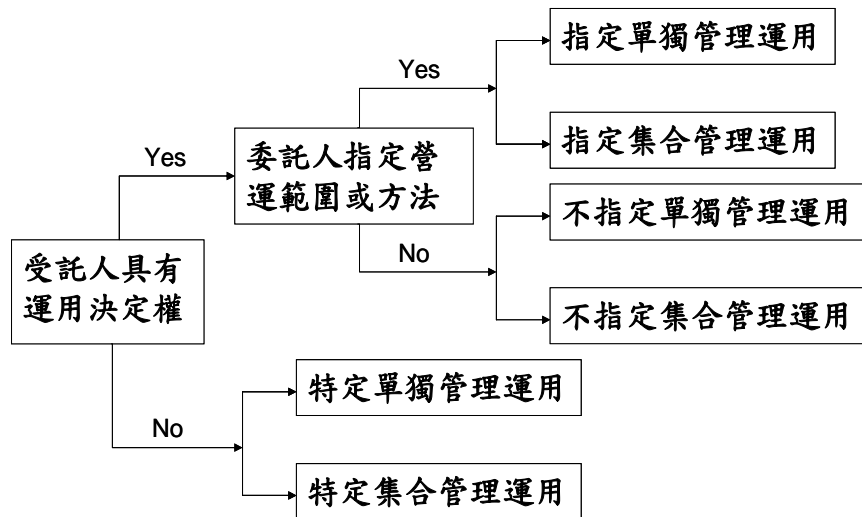 指定單獨管理運用
Yes
指定集合管理運用
委託人指定營
運範圍或方法
Yes
不指定單獨管理運用
No
不指定集合管理運用
受託人具有
運用決定權
特定單獨管理運用
No
特定集合管理運用